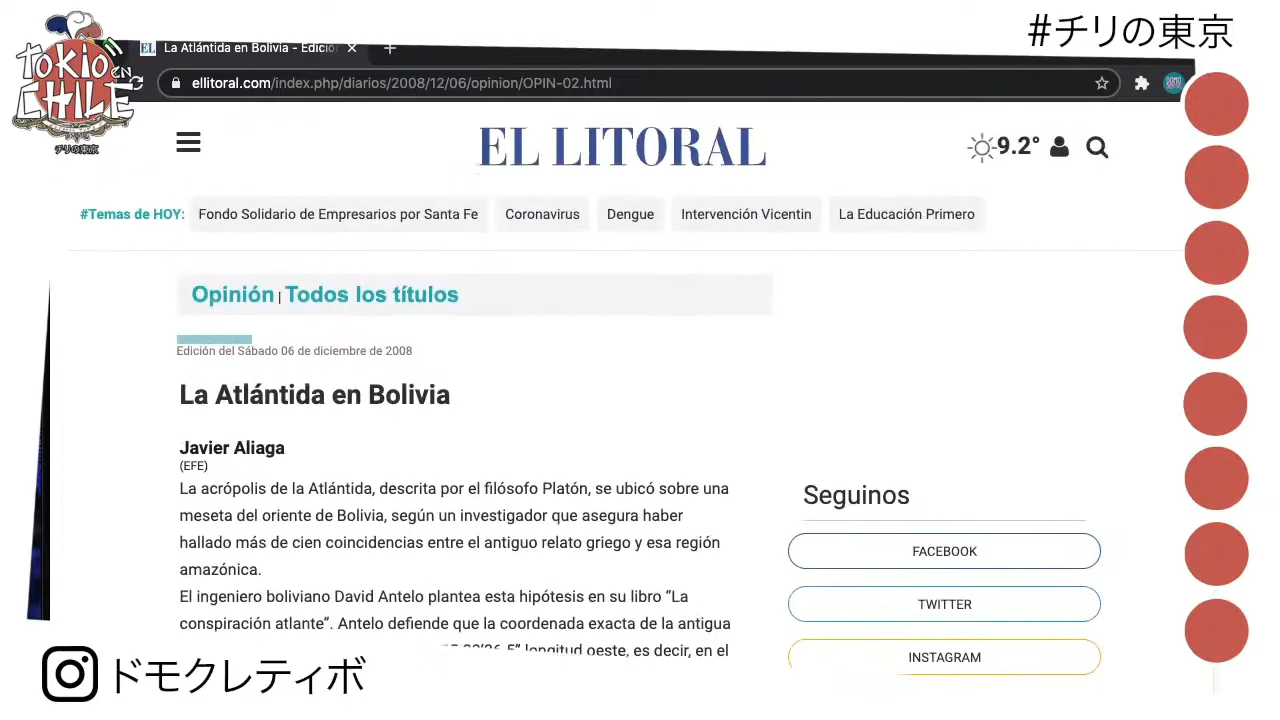 #チリの東京
TOKIO
EN
CHILE
チリの東京
EL La Atlántida en Bolivia - Edición
ellitoral.com/index.php/diarios/2008/12/06/opinion/OPIN-02.html
EL LITORAL
9.2°
#Temas de HOY: Fondo Solidario de Empresarios por Santa Fe Coronavirus Dengue Intervención Vicentin La Educación Primero
Opinión | Todos los títulos
Edición del Sábado 06 de diciembre de 2008
La Atlántida en Bolivia
Javier Aliaga
(EFE)
La acrópolis de la Atlántida, descrita por el filósofo Platón, se ubicó sobre una
meseta del oriente de Bolivia, según un investigador que asegura haber
hallado más de cien coincidencias entre el antiguo relato griego y esa región
amazónica.
El ingeniero boliviano David Antelo plantea esta hipótesis en su libro “La
conspiración atlante”. Antelo defiende que la coordenada exacta de la antigua
longitud oeste, es decir, en el
Seguinos
FACEBOOK
TWITTER
INSTAGRAM
ドモクレティボ